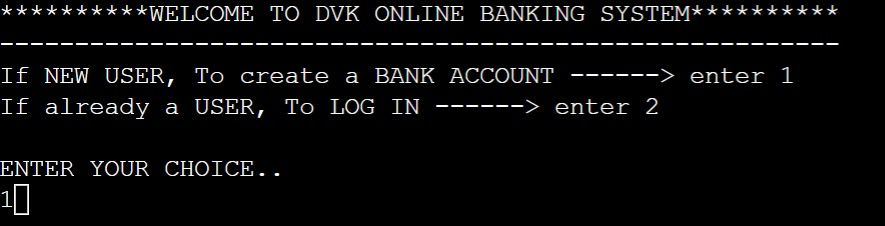 **********WELCOME TO DVK ONLINE BANKING SYSTEM**********
--------------------------------------------------------
If NEW USER, To create a BANK ACCOUNT ------> enter 1
If already a USER, To LOG IN ------> enter 2
ENTER YOUR CHOICE..
1